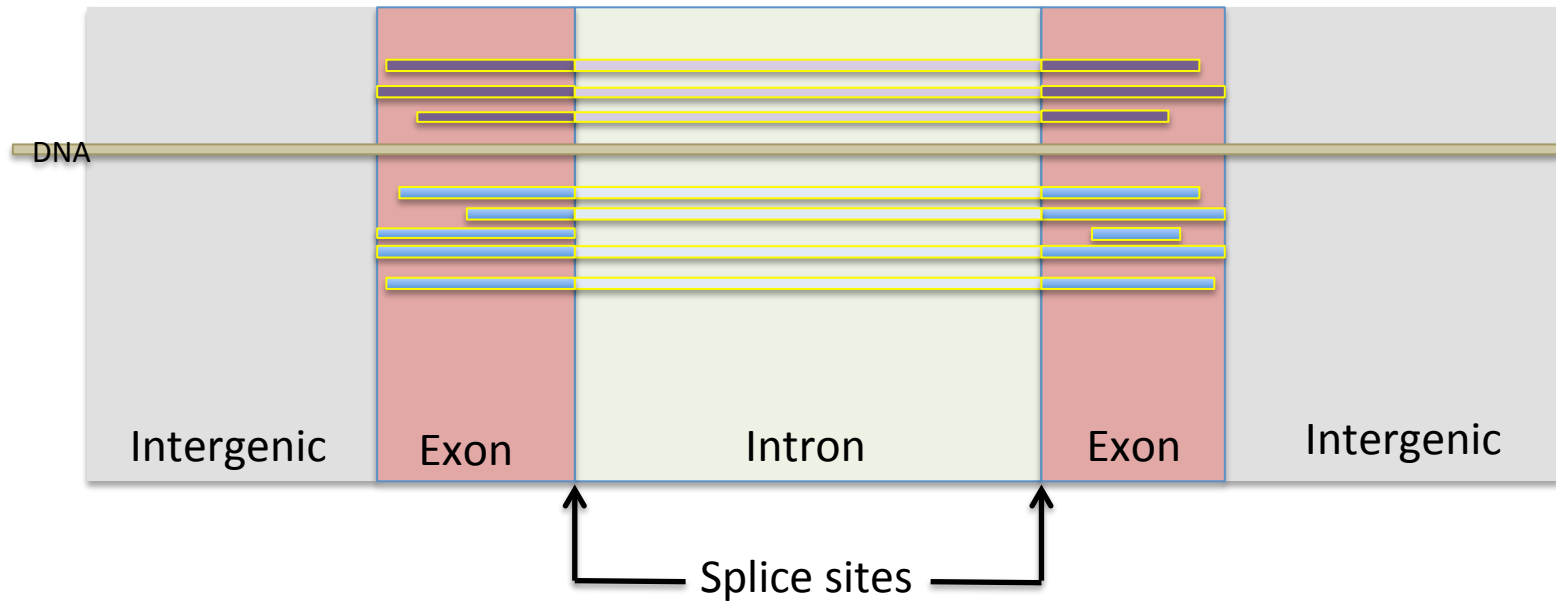 DNA
Intergenic
Exon
Intron
Exon
Intergenic
Splice sites